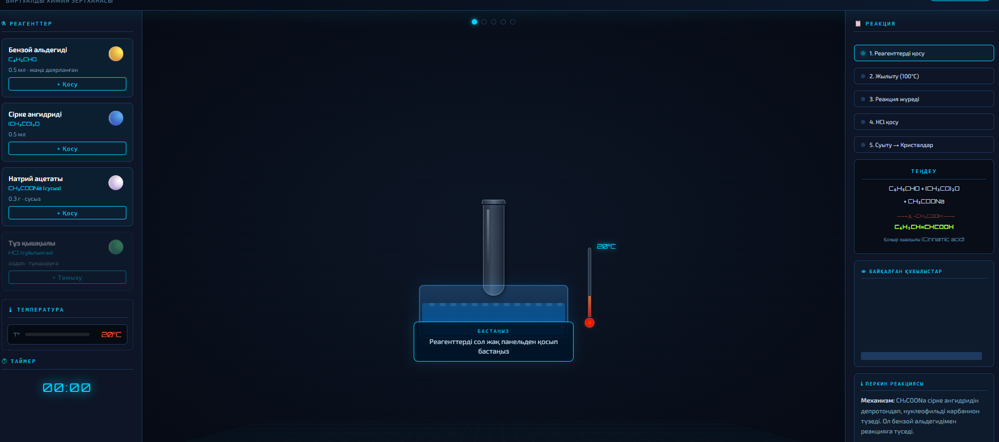 ВИРТУАЛДЫ ХИМИЯ ЗЕРТХАНАСЫ
РЕАГЕНТТЕР
Бензой альдегиді
C₆H₅CHO
0.5 мл · жаңа даярланған
+ Қосу
Сірке ангидриді
(CH₃CO)₂O
0.5 мл
+ Қосу
Натрий ацетаты
CH₃COONa (сусыз)
0.3 г · сусыз
+ Қосу
Тұз қышқылы
HCl (сұйытылған)
аздап · тұндыруға
+ Тамызу
ТЕМПЕРАТУРА
T°
20°C
ТАЙМЕР
00:00
20°C
БАСТАҢЫЗ
Реагенттерді сол жақ панельден қосып
бастаңыз
РЕАКЦИЯ
1. Реагенттерді қосу
2. Жылыту (100°C)
3. Реакция жүреді
4. HCl қосу
5. Суыту → Кристалдар
ТЕҢДЕУ
C₆H₅CHO + (CH₃CO)₂O
+ CH₃COONa
──→ Δ, -CH₃COOH ──→
C₆H₅CH=CHCOOH
Қоңыр қышқылы (Cinnamic acid)
БАЙҚАЛҒАН ҚҰБЫЛЫСТАР
ПЕРКИН РЕАКЦИЯСЫ
Механизм: CH₃COONa сірке ангидридін
депротондап, нуклеофильді карбанион
түзеді. Ол бензой альдегидімен
реакцияға түседі.